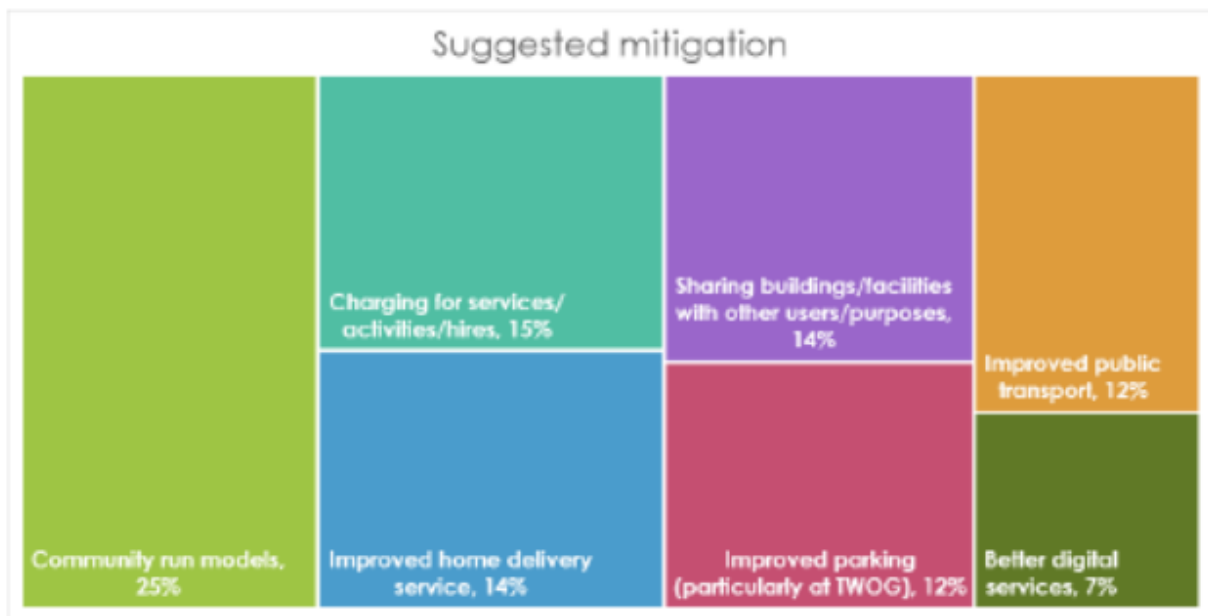 Suggested mitigation
Charging for services/
activities/hires, 15%
Sharing buildings/facilities
with other users/purposes,
14%
Improved public
transport, 12%
Community run models,
25%
Improved home delivery
service, 14%
Improved parking
(particularly at TWOG), 12%
Better digital
services, 7%